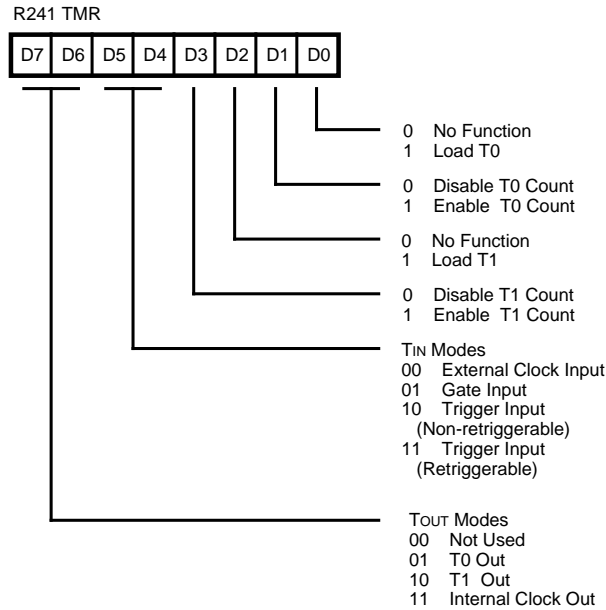 R241 TMR
D7 D6 D5 D4 D3 D2 D1 D0
0 No Function
1 Load T0
0 Disable T0 Count
1 Enable T0 Count
0 No Function
1 Load T1
0 Disable T1 Count
1 Enable T1 Count
TIN Modes
00 External Clock Input
01 Gate Input
10 Trigger Input
(Non-retriggerable)
11 Trigger Input
(Retriggerable)
TOUT Modes
00 Not Used
01 T0 Out
10 T1 Out
11 Internal Clock Out